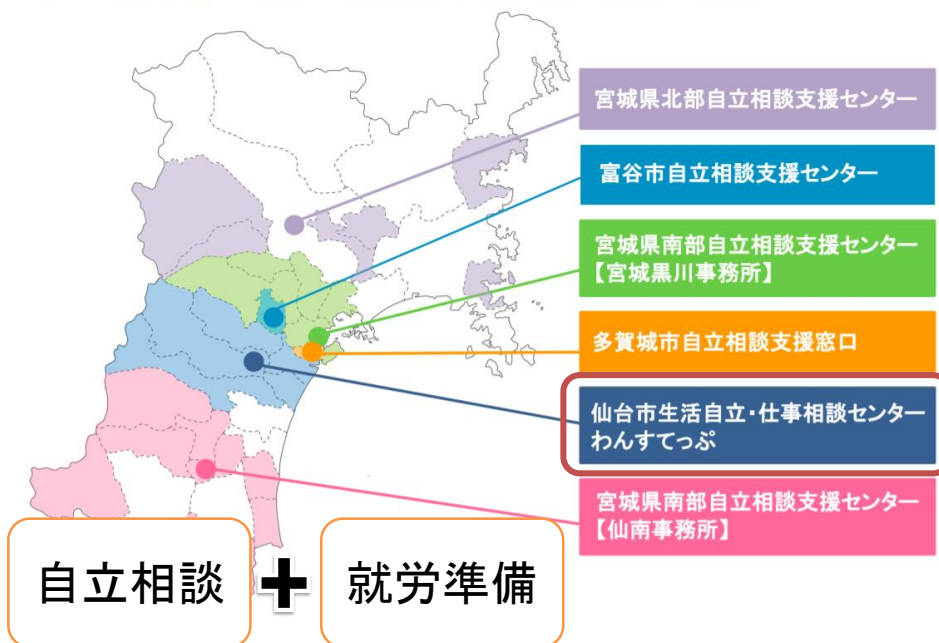 宮城県北部自立相談支援センター
富谷市自立相談支援センター
宮城県南部自立相談支援センター
【宮城黒川事務所】
多賀城市自立相談支援窓口
仙台市生活自立・仕事相談センター
わんすてっぷ
宮城県南部自立相談支援センター
【仙南事務所】
自立相談 + 就労準備